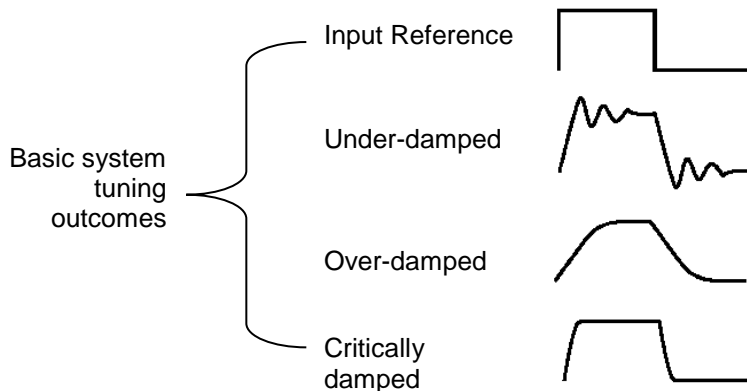 Basic system
tuning
outcomes
Input Reference
Under-damped
Over-damped
Critically
damped